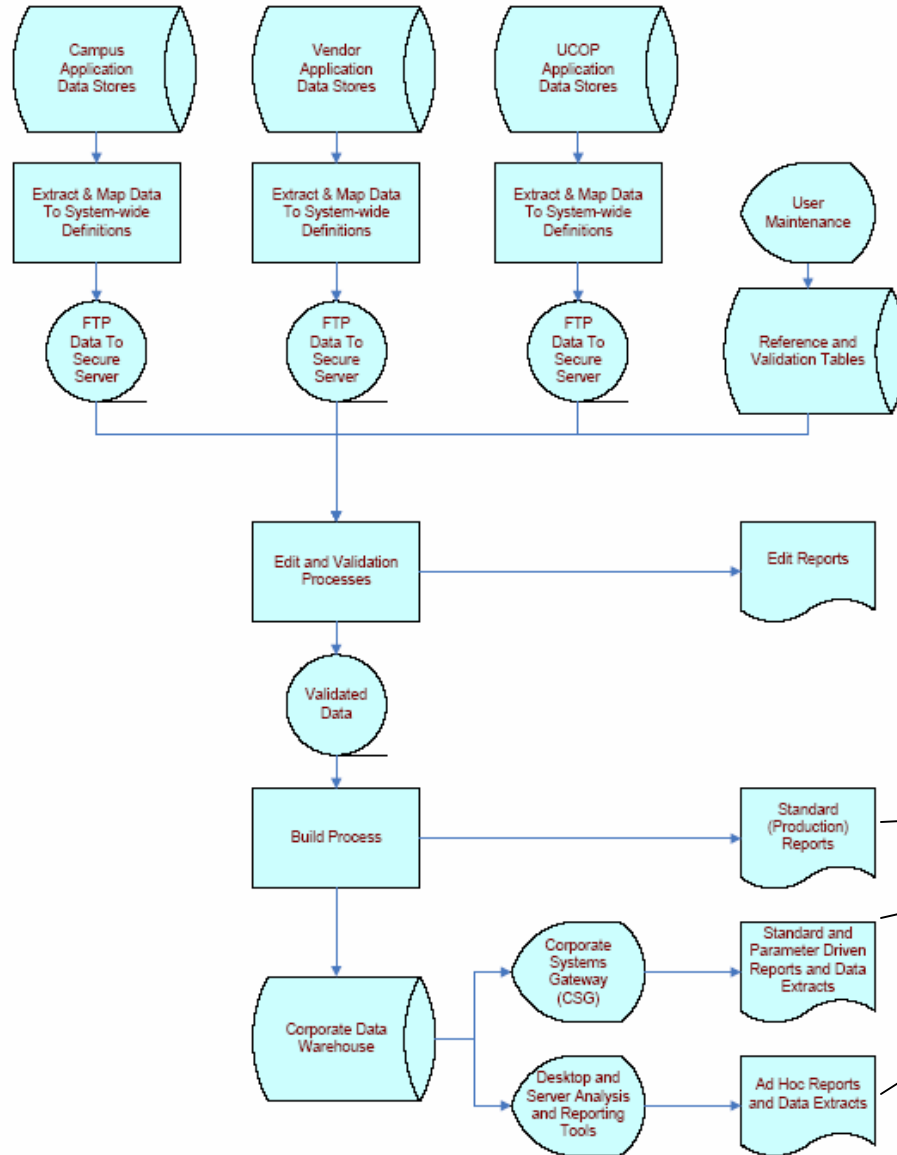 Campus
Application
Data Stores
Vendor
Application
Data Stores
UCOP
Application
Data Stores
Extract & Map Data
To System-wide
Definitions
Extract & Map Data
To System-wide
Definitions
Extract & Map Data
To System-wide
Definitions
User
Maintenance
FTP
Data To
Secure
Server
FTP
Data To
Secure
Server
FTP
Data To
Secure
Server
Reference and
Validation Tables
Edit and Validation
Processes
Edit Reports
Validated
Data
Build Process
Standard
(Production)
Reports
Corporate
Systems
Gateway
(CSG)
Standard and
Parameter Driven
Reports and Data
Extracts
Corporate Data
Warehouse
Desktop and
Server Analysis
and Reporting
Tools
Ad Hoc Reports
and Data Extracts